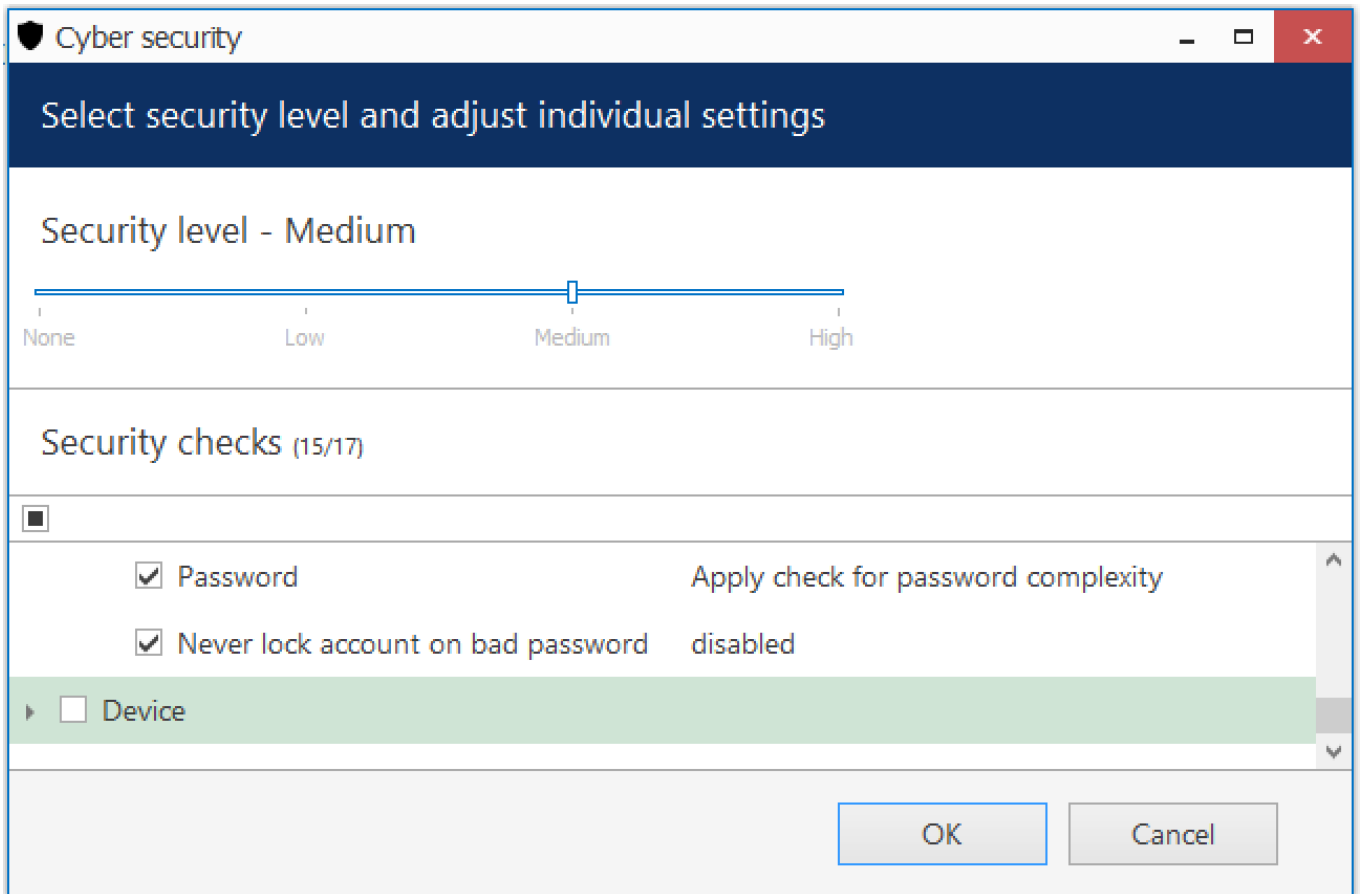 Cyber security
Select security level and adjust individual settings
Security level - Medium
None Low Medium High
Security checks (15/17)
Password Apply check for password complexity
Never lock account on bad password disabled
Device
OK Cancel